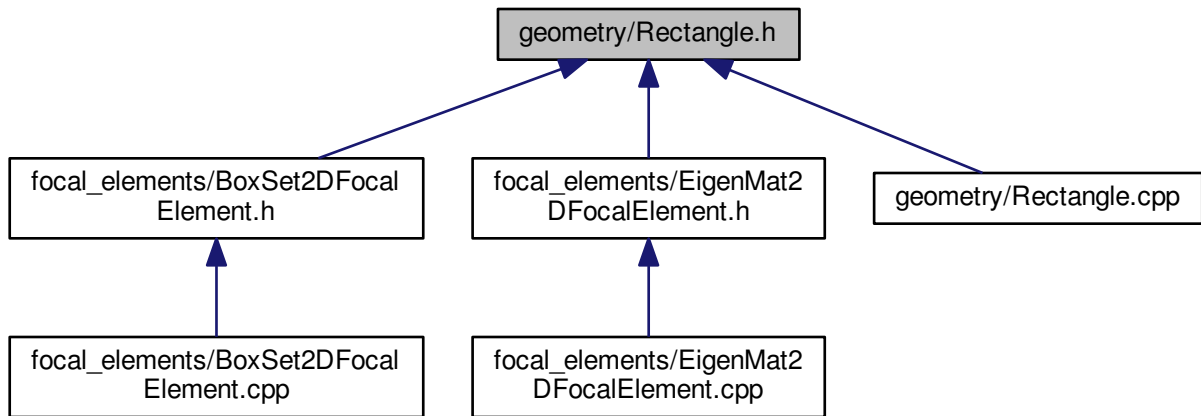 geometry/Rectangle.h
focal_elements/BoxSet2DFocal
Element.h
focal_elements/EigenMat2
DFocalElement.h
geometry/Rectangle.cpp
focal_elements/BoxSet2DFocal
Element.cpp
focal_elements/EigenMat2
DFocalElement.cpp